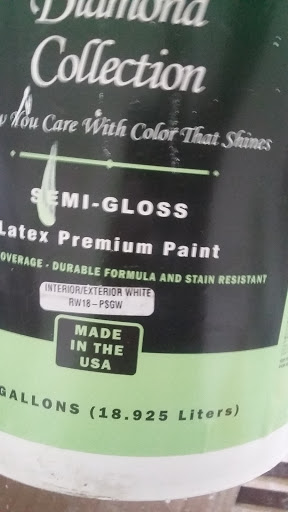 Diamond
Collection
You Care With Color That Shines
SEMI-GLOSS
Latex Premium Paint
OVERAGE - DURABLE FORMULA AND STAIN RESISTANT
INTERIOR/EXTERIOR WHITE
RW18-PSGW
MADE
IN THE
USA
GALLONS (18.925 Liters)